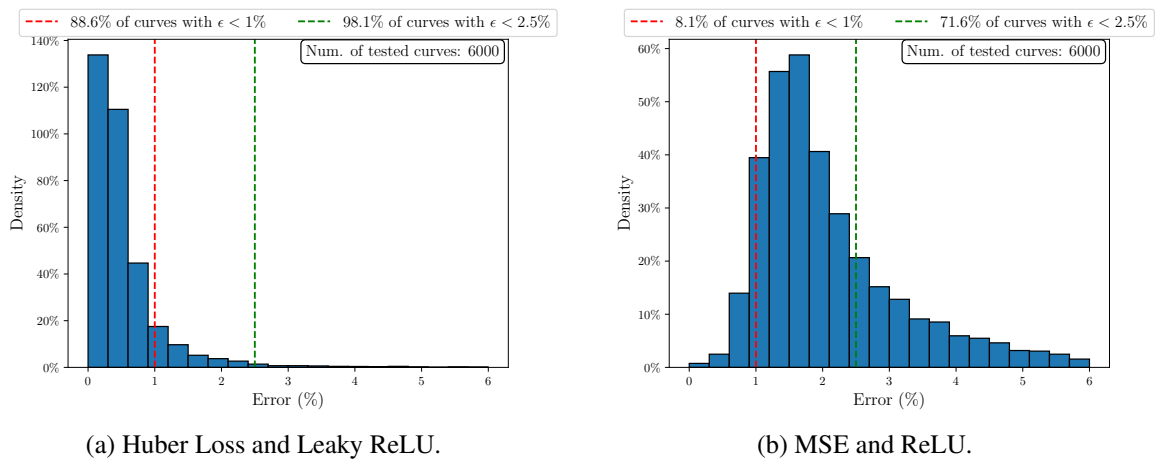 88.6% of curves with ϵ < 1%
98.1% of curves with ϵ < 2.5%
Num. of tested curves: 6000
140%
120%
100%
80%
60%
40%
20%
0%
Density
0 1 2 3 4 5 6
Error (%)
(a) Huber Loss and Leaky ReLU.
8.1% of curves with ϵ < 1%
71.6% of curves with ϵ < 2.5%
Num. of tested curves: 6000
60%
50%
40%
30%
20%
10%
0%
Density
0 1 2 3 4 5 6
Error (%)
(b) MSE and ReLU.